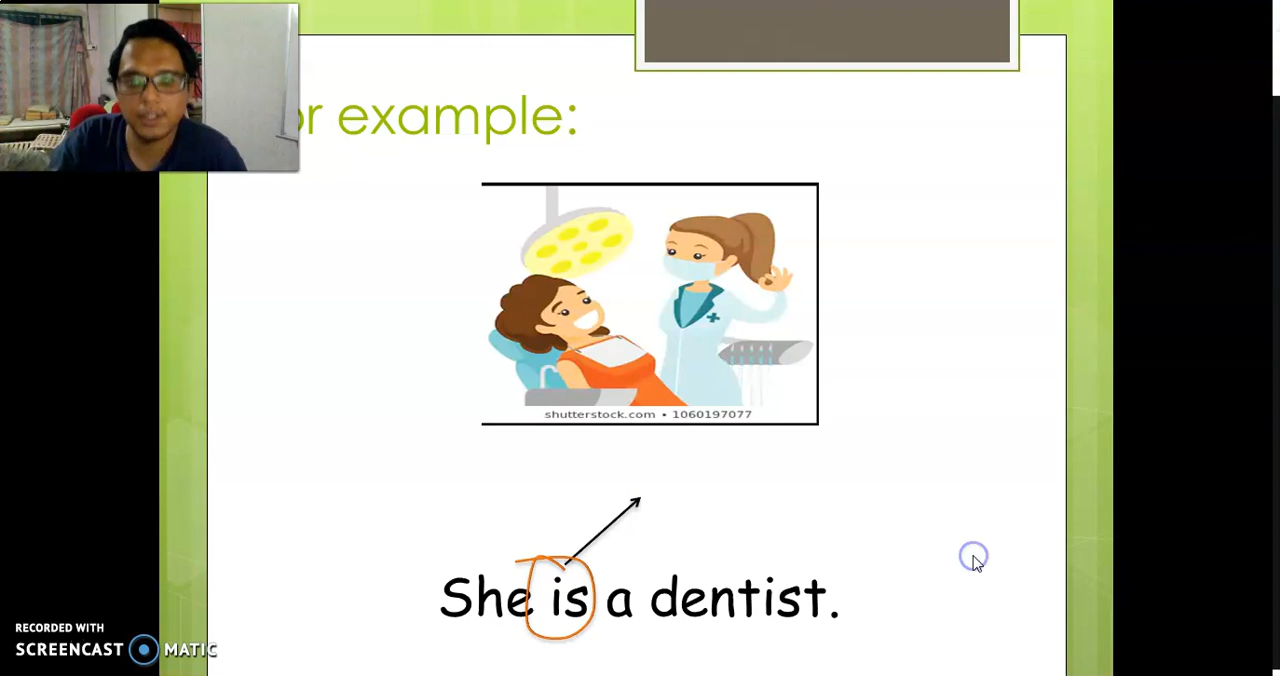 or example:
shutterstock.com • 1060197077
She is a dentist.
RECORDED WITH
SCREENCAST MATIC